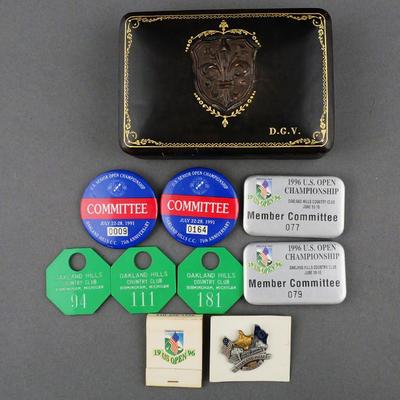 D.G.V.
U.S. SENIOR OPEN CHAMPIONSHIP
COMMITTEE
JULY 22-28, 1991
0009
OAKLAND HILLS C.C. 75th ANNIVERSARY
U.S. SENIOR OPEN CHAMPIONSHIP
COMMITTEE
JULY 22-28, 1991
0164
OAKLAND HILLS C.C. 75th ANNIVERSARY
1996 U.S. OPEN
CHAMPIONSHIP
OAKLAND HILLS COUNTRY CLUB
Member Committee
077
1996 U.S. OPEN
CHAMPIONSHIP
OAKLAND HILLS COUNTRY CLUB
Member Committee
079
OAKLAND HILLS
COUNTRY CLUB
BIRMINGHAM, MICHIGAN
94
OAKLAND HILLS
COUNTRY CLUB
BIRMINGHAM, MICHIGAN
111
OAKLAND HILLS
COUNTRY CLUB
BIRMINGHAM, MICHIGAN
181
19 96
US OPEN